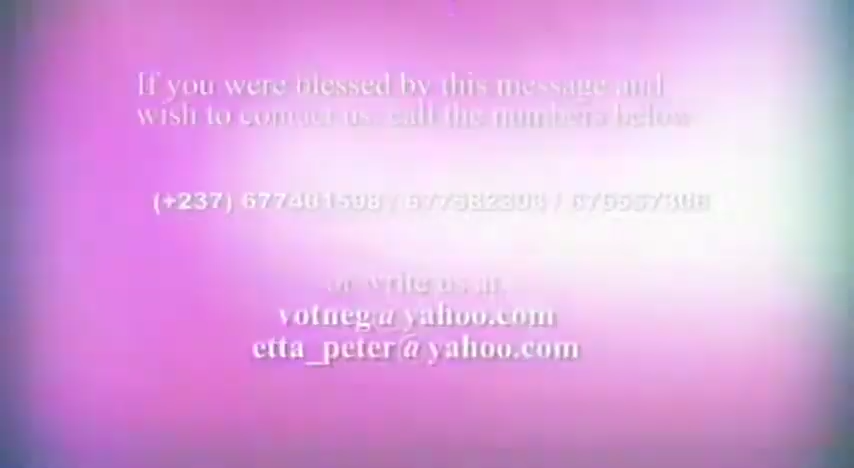 If you were blessed by this message and
wish to contact us, call the numbers below
(+237)
or write us at:
votneg@yahoo.com
etta_peter@yahoo.com